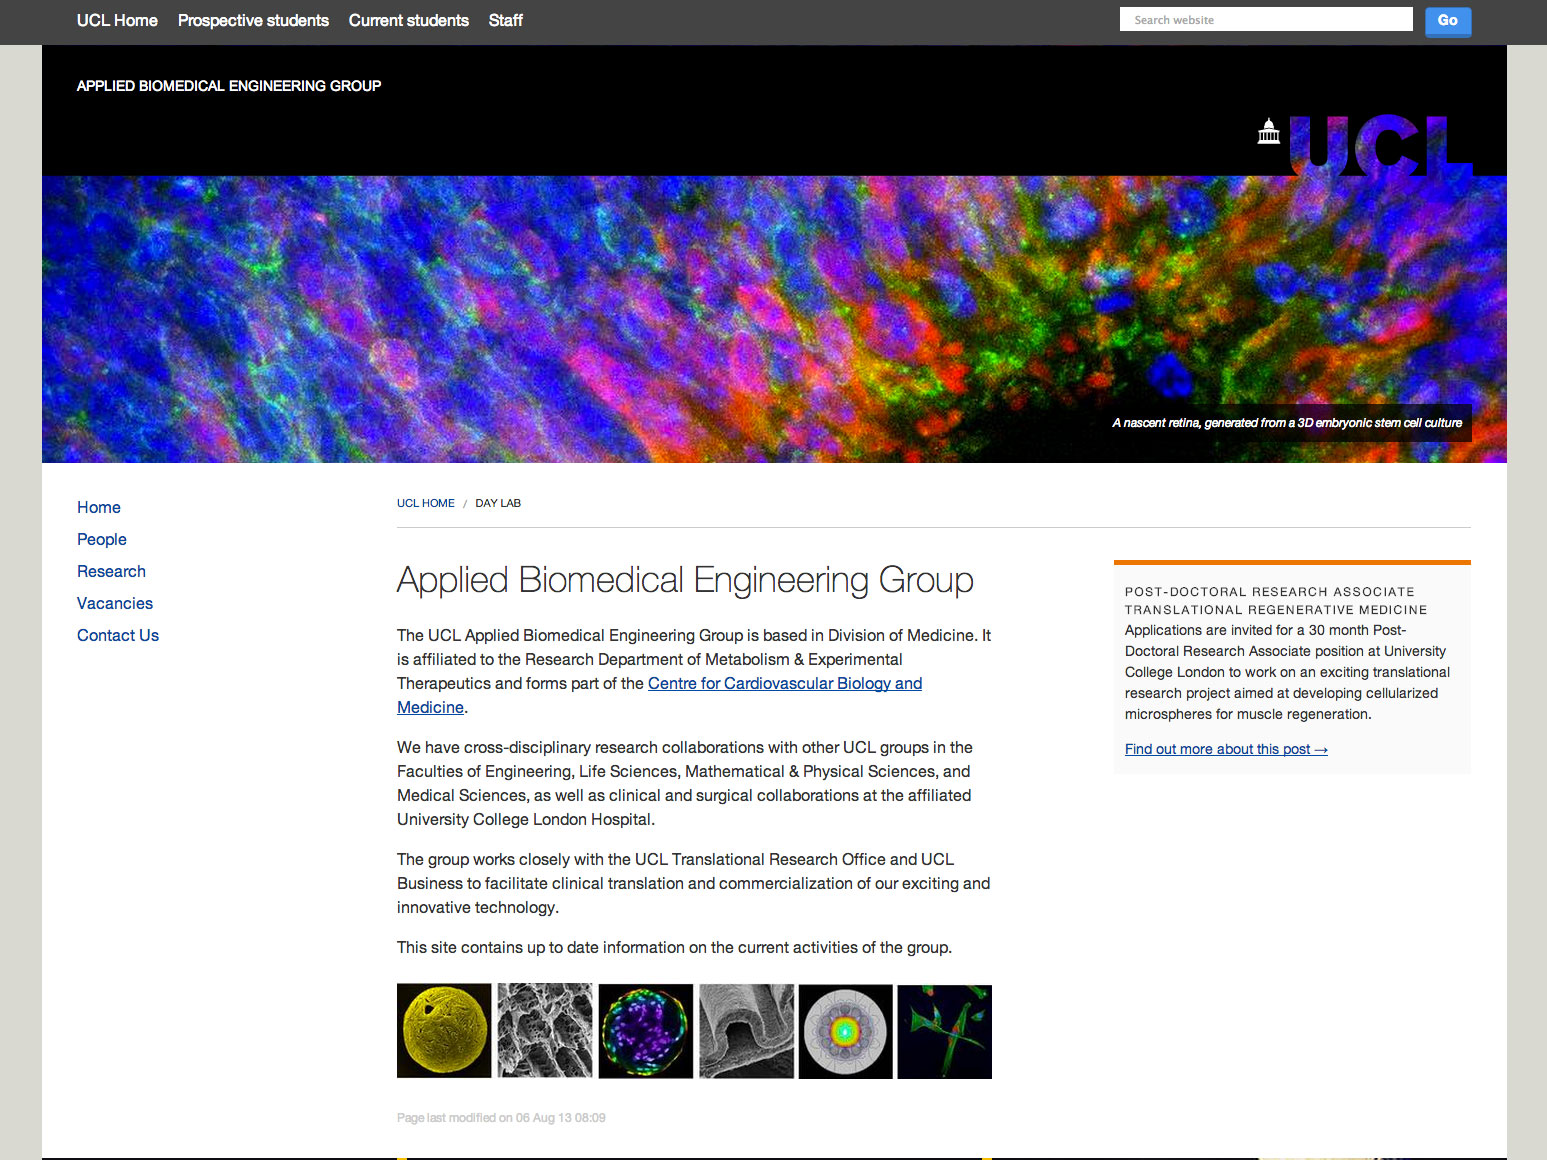 UCL Home Prospective students Current students Staff
Search website Go
APPLIED BIOMEDICAL ENGINEERING GROUP
UCL
A nascent retina, generated from a 3D embryonic stem cell culture
Home
People
Research
Vacancies
Contact Us
UCL HOME / DAY LAB
Applied Biomedical Engineering Group
The UCL Applied Biomedical Engineering Group is based in Division of Medicine. It
is affiliated to the Research Department of Metabolism & Experimental
Therapeutics and forms part of the Centre for Cardiovascular Biology and
Medicine.
We have cross-disciplinary research collaborations with other UCL groups in the
Faculties of Engineering, Life Sciences, Mathematical & Physical Sciences, and
Medical Sciences, as well as clinical and surgical collaborations at the affiliated
University College London Hospital.
The group works closely with the UCL Translational Research Office and UCL
Business to facilitate clinical translation and commercialization of our exciting and
innovative technology.
This site contains up to date information on the current activities of the group.
Page last modified on 06 Aug 13 08:09
POST-DOCTORAL RESEARCH ASSOCIATE
TRANSLATIONAL REGENERATIVE MEDICINE
Applications are invited for a 30 month Post-
Doctoral Research Associate position at University
College London to work on an exciting translational
research project aimed at developing cellularized
microspheres for muscle regeneration.
Find out more about this post →